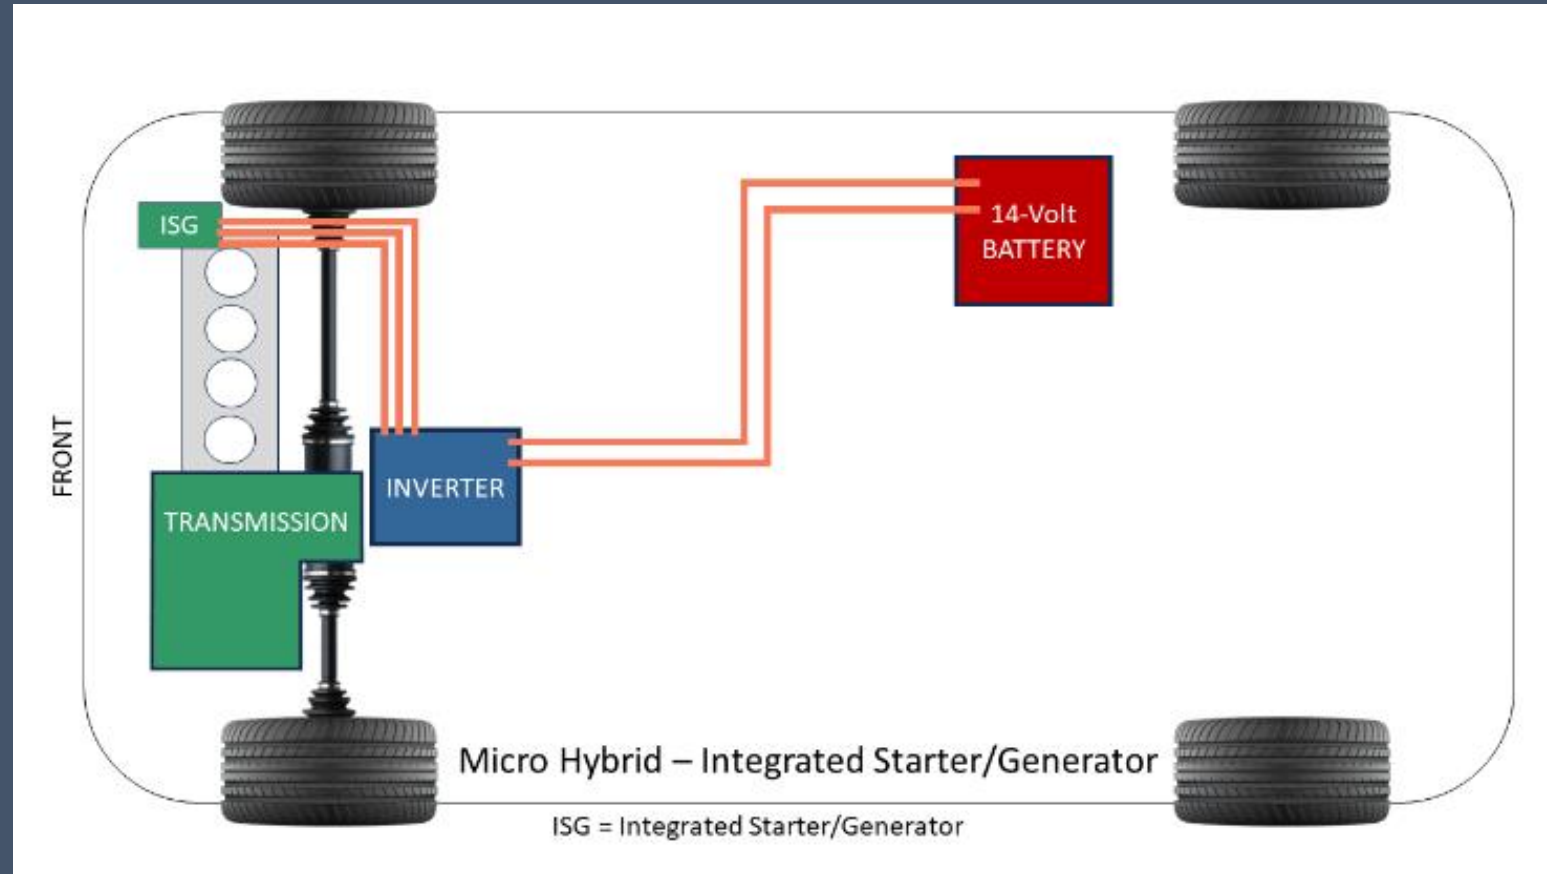 ISG
14-Volt
BATTERY
FRONT
INVERTER
TRANSMISSION
Micro Hybrid – Integrated Starter/Generator
ISG = Integrated Starter/Generator